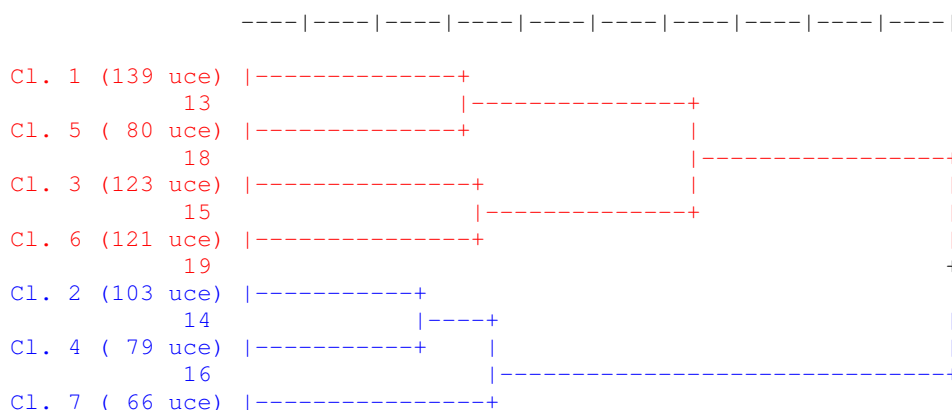 ----|----|----|----|----|----|----|----|----|----|
Cl. 1 (139 uce) |--------------+
13 |---------------+
Cl. 5 ( 80 uce) |--------------+ |
18 |-----------------+
Cl. 3 (123 uce) |---------------+ | |
15 |--------------+ |
Cl. 6 (121 uce) |---------------+ |
19 +
Cl. 2 (103 uce) |-----------+ |
14 |----+ |
Cl. 4 ( 79 uce) |-----------+ | |
16 |-------------------------------+
Cl. 7 ( 66 uce) |----------------+